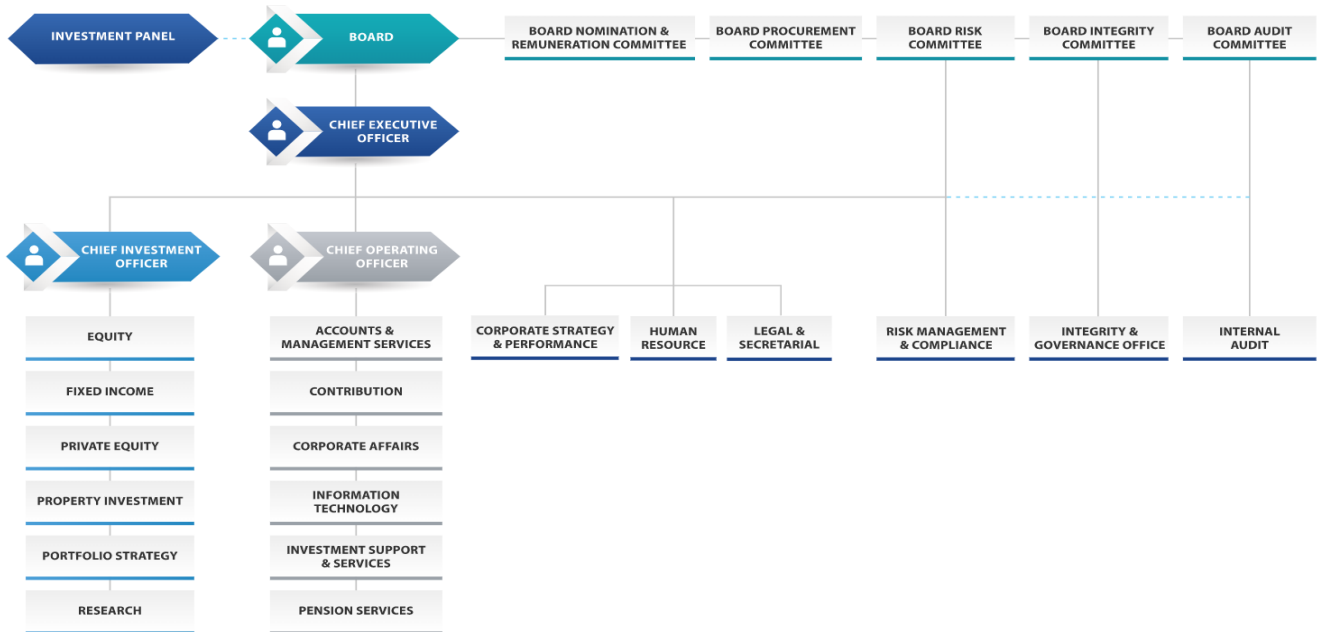 INVESTMENT PANEL
BOARD
BOARD NOMINATION &
REMUNERATION COMMITTEE
BOARD PROCUREMENT
COMMITTEE
BOARD RISK
COMMITTEE
BOARD INTEGRITY
COMMITTEE
BOARD AUDIT
COMMITTEE
CHIEF EXECUTIVE
OFFICER
CHIEF INVESTMENT
OFFICER
CHIEF OPERATING
OFFICER
EQUITY
FIXED INCOME
PRIVATE EQUITY
PROPERTY INVESTMENT
PORTFOLIO STRATEGY
RESEARCH
ACCOUNTS &
MANAGEMENT SERVICES
CONTRIBUTION
CORPORATE AFFAIRS
INFORMATION
TECHNOLOGY
INVESTMENT SUPPORT
& SERVICES
PENSION SERVICES
CORPORATE STRATEGY
& PERFORMANCE
HUMAN
RESOURCE
LEGAL &
SECRETARIAL
RISK MANAGEMENT
& COMPLIANCE
INTEGRITY &
GOVERNANCE OFFICE
INTERNAL
AUDIT